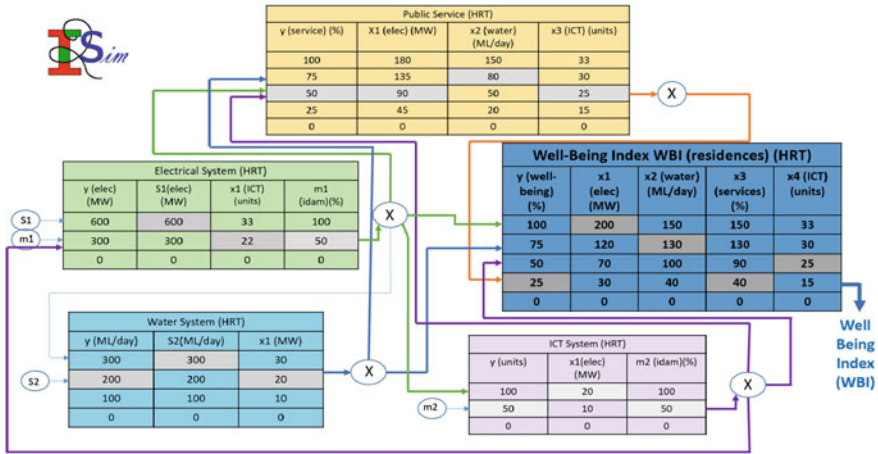 ISim
Public Service (HRT)
y (service) (%) X1 (elec) (MW) x2 (water) (ML/day) x3 (ICT) (units)
100 180 150 33
75 135 80 30
50 90 50 25
25 45 20 15
0 0 0 0
X
Electrical System (HRT)
y (elec) (MW) S1(elec) (MW) x1 (ICT) (units) m1 (idam)(%)
600 600 33 100
300 300 22 50
0 0 0 0
S1
m1
X
Well-Being Index WBI (residences) (HRT)
y (well-being) (%) x1 (elec) (MW) x2 (water) (ML/day) x3 (services) (%) x4 (ICT) (units)
100 200 150 150 33
75 120 130 130 30
50 70 100 90 25
25 30 40 40 15
0 0 0 0 0
Well
Being
Index
(WBI)
Water System (HRT)
y (ML/day) S2(ML/day) x1 (MW)
300 300 30
200 200 20
100 100 10
0 0 0
S2
X
ICT System (HRT)
y (units) x1(elec) (MW) m2 (idam)(%)
100 20 100
50 10 50
0 0 0
m2
X